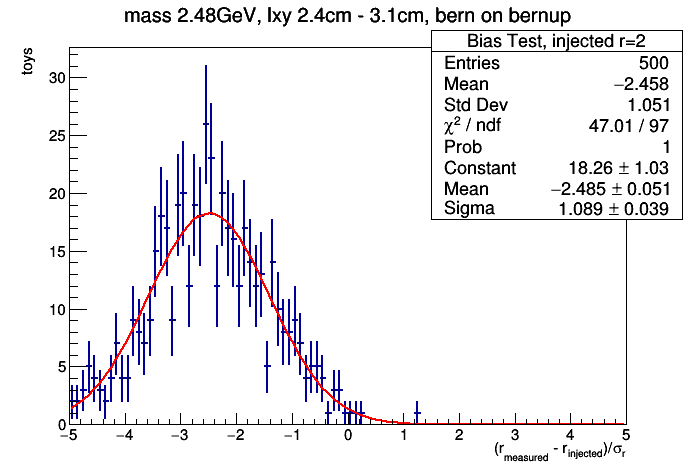 mass 2.48GeV, lxy 2.4cm - 3.1cm, bern on bernup
Bias Test, injected r=2
Entries 500
Mean −2.458
Std Dev 1.051
χ² / ndf 47.01 / 97
Prob 1
Constant 18.26 ± 1.03
Mean −2.485 ± 0.051
Sigma 1.089 ± 0.039
toys
30
25
20
15
10
5
0
−5 −4 −3 −2 −1 0 1 2 3 4 5
(r_measured - r_injected)/σ_r